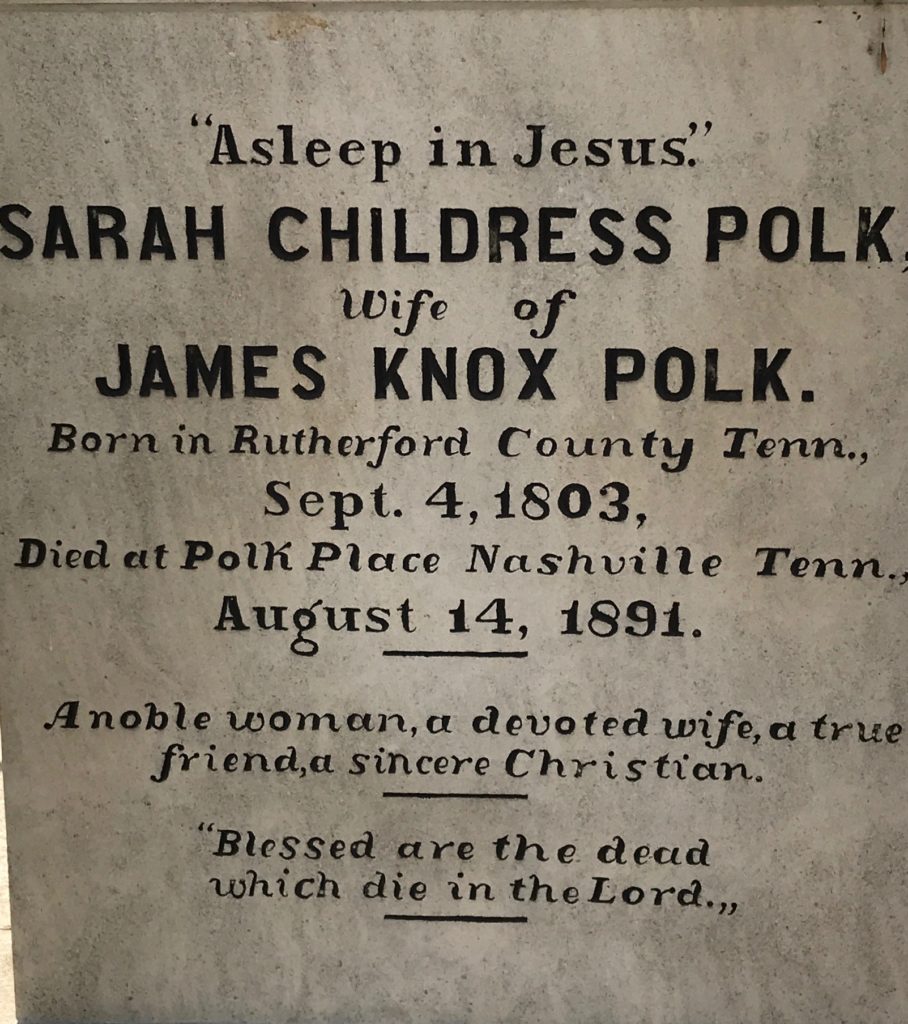 “Asleep in Jesus.”
SARAH CHILDRESS POLK,
Wife of
JAMES KNOX POLK.
Born in Rutherford County Tenn.,
Sept. 4, 1803,
Died at Polk Place Nashville Tenn.,
August 14, 1891.
A noble woman, a devoted wife, a true
friend, a sincere Christian.
“Blessed are the dead
which die in the Lord.„